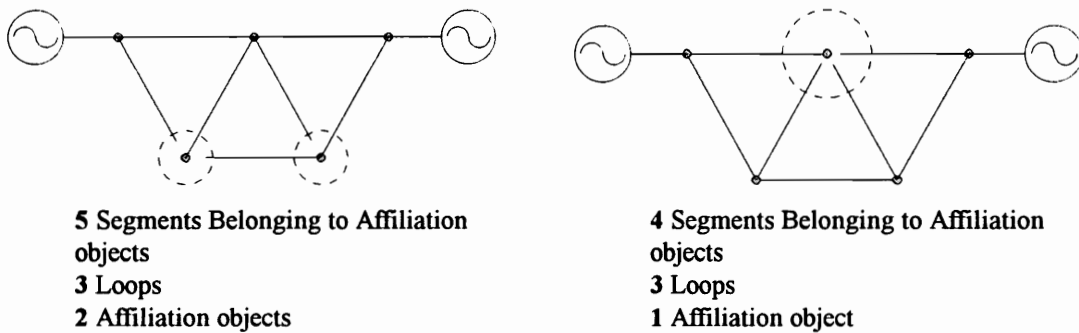 5 Segments Belonging to Affiliation
objects
3 Loops
2 Affiliation objects
4 Segments Belonging to Affiliation
objects
3 Loops
1 Affiliation object